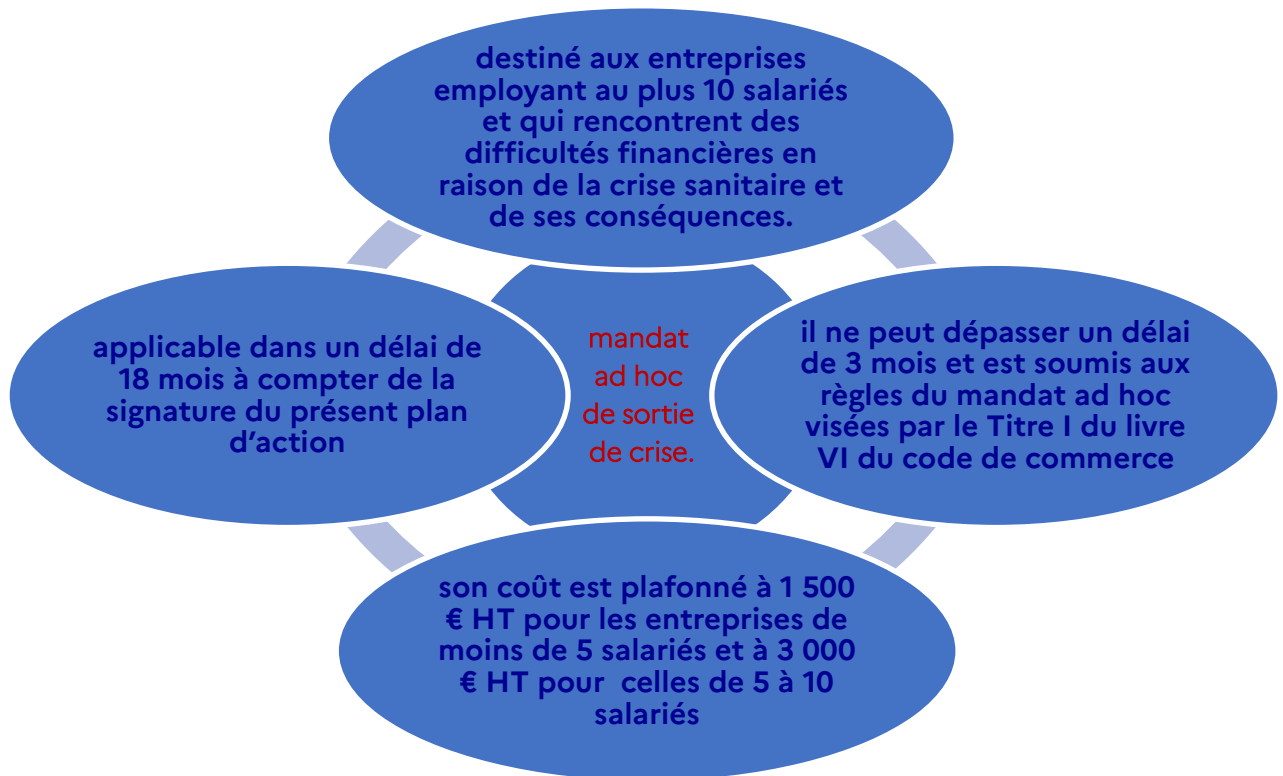 destiné aux entreprises
employant au plus 10 salariés
et qui rencontrent des
difficultés financières en
raison de la crise sanitaire et
de ses conséquences.
applicable dans un délai de
18 mois à compter de la
signature du présent plan
d’action
mandat
ad hoc
de sortie
de crise.
il ne peut dépasser un délai
de 3 mois et est soumis aux
règles du mandat ad hoc
visées par le Titre I du livre
VI du code de commerce
son coût est plafonné à 1 500
€ HT pour les entreprises de
moins de 5 salariés et à 3 000
€ HT pour celles de 5 à 10
salariés